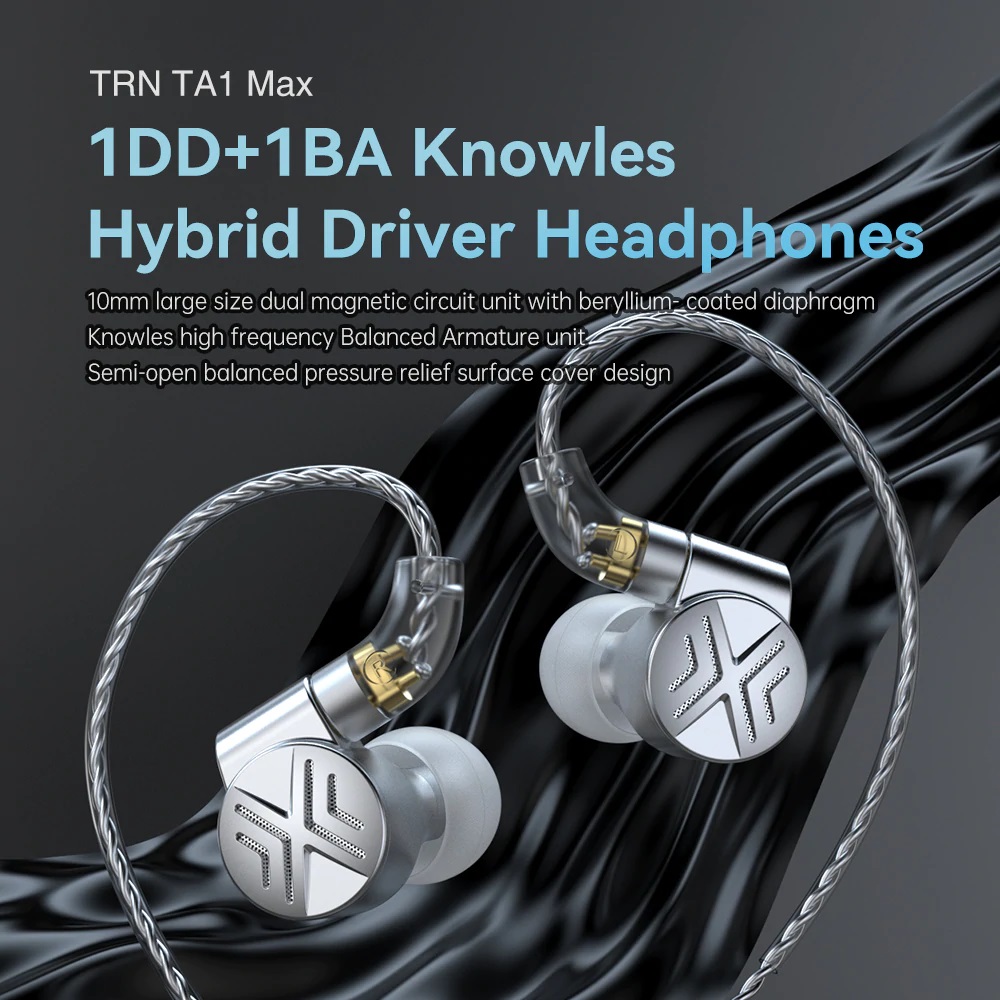 TRN TA1 Max
1DD+1BA Knowles
Hybrid Driver Headphones
10mm large size dual magnetic circuit unit with beryllium- coated diaphragm
Knowles high frequency Balanced Armature unit
Semi-open balanced pressure relief surface cover design
L
R